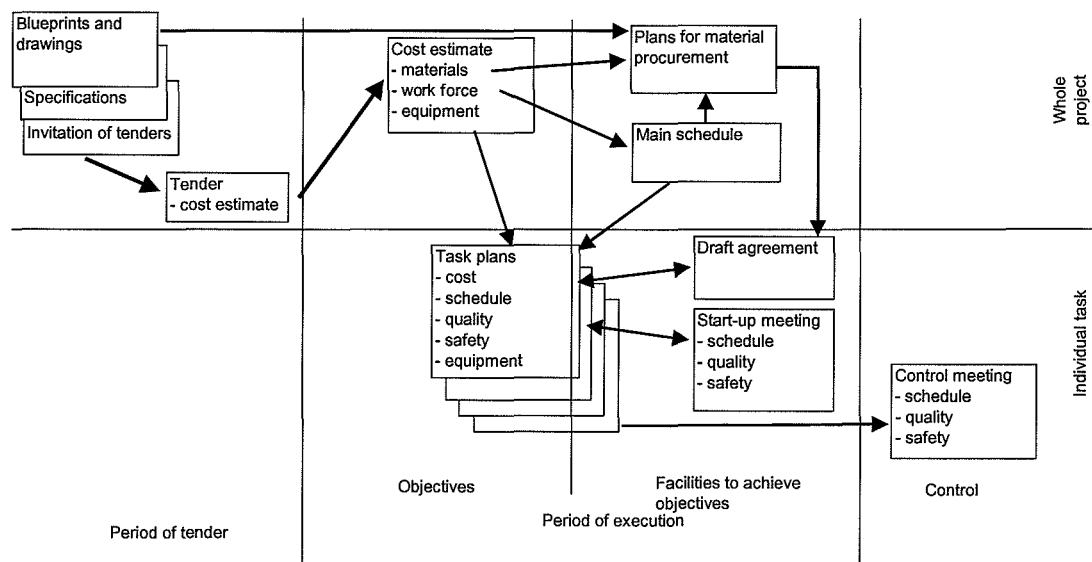 Blueprints and
drawings
Specifications
Invitation of tenders
Tender
- cost estimate
Cost estimate
- materials
- work force
- equipment
Plans for material
procurement
Main schedule
Whole
project
Task plans
- cost
- schedule
- quality
- safety
- equipment
Draft agreement
Start-up meeting
- schedule
- quality
- safety
Control meeting
- schedule
- quality
- safety
Individual task
Objectives
Facilities to achieve
objectives
Control
Period of tender
Period of execution